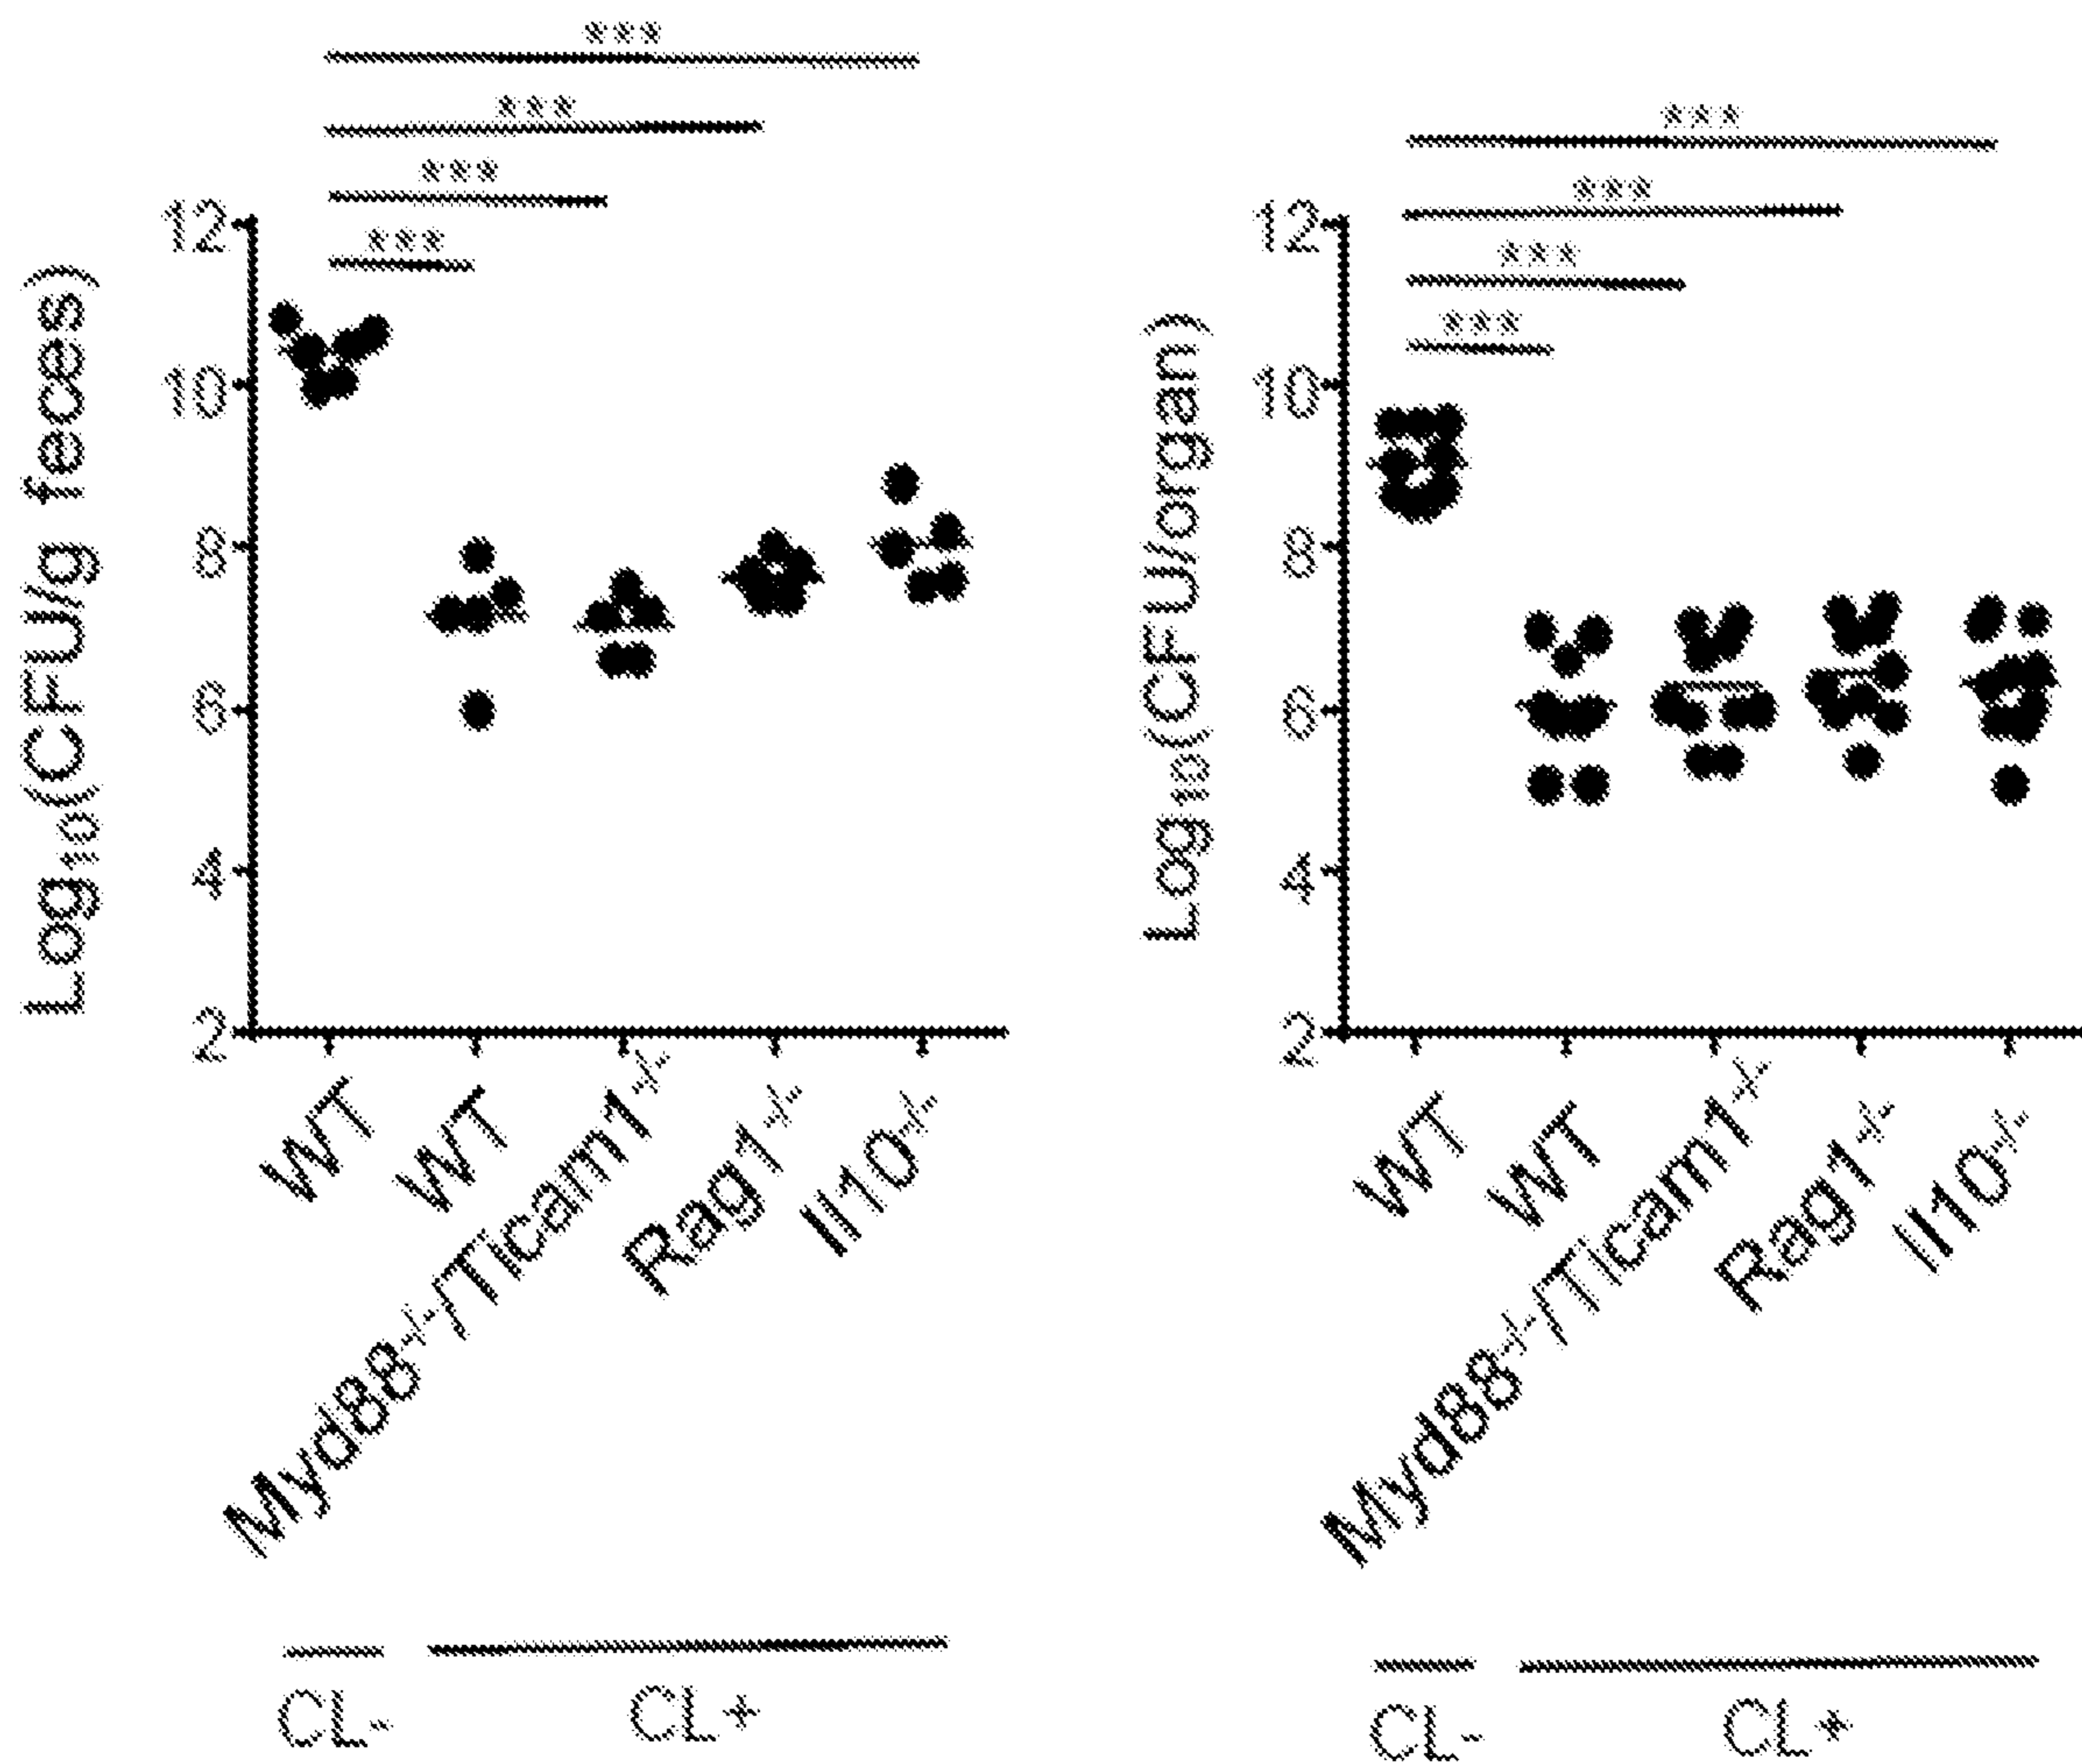 ***
***
***
***
Log10(CFU/g feces)
12
10
8
6
4
2
WT
WT
Myd88-/-/Ticam1-/-
Rag1-/-
Il10-/-
CL-
CL+
***
***
***
***
Log10(CFU/organ)
12
10
8
6
4
2
WT
WT
Myd88-/-/Ticam1-/-
Rag1-/-
Il10-/-
CL-
CL+